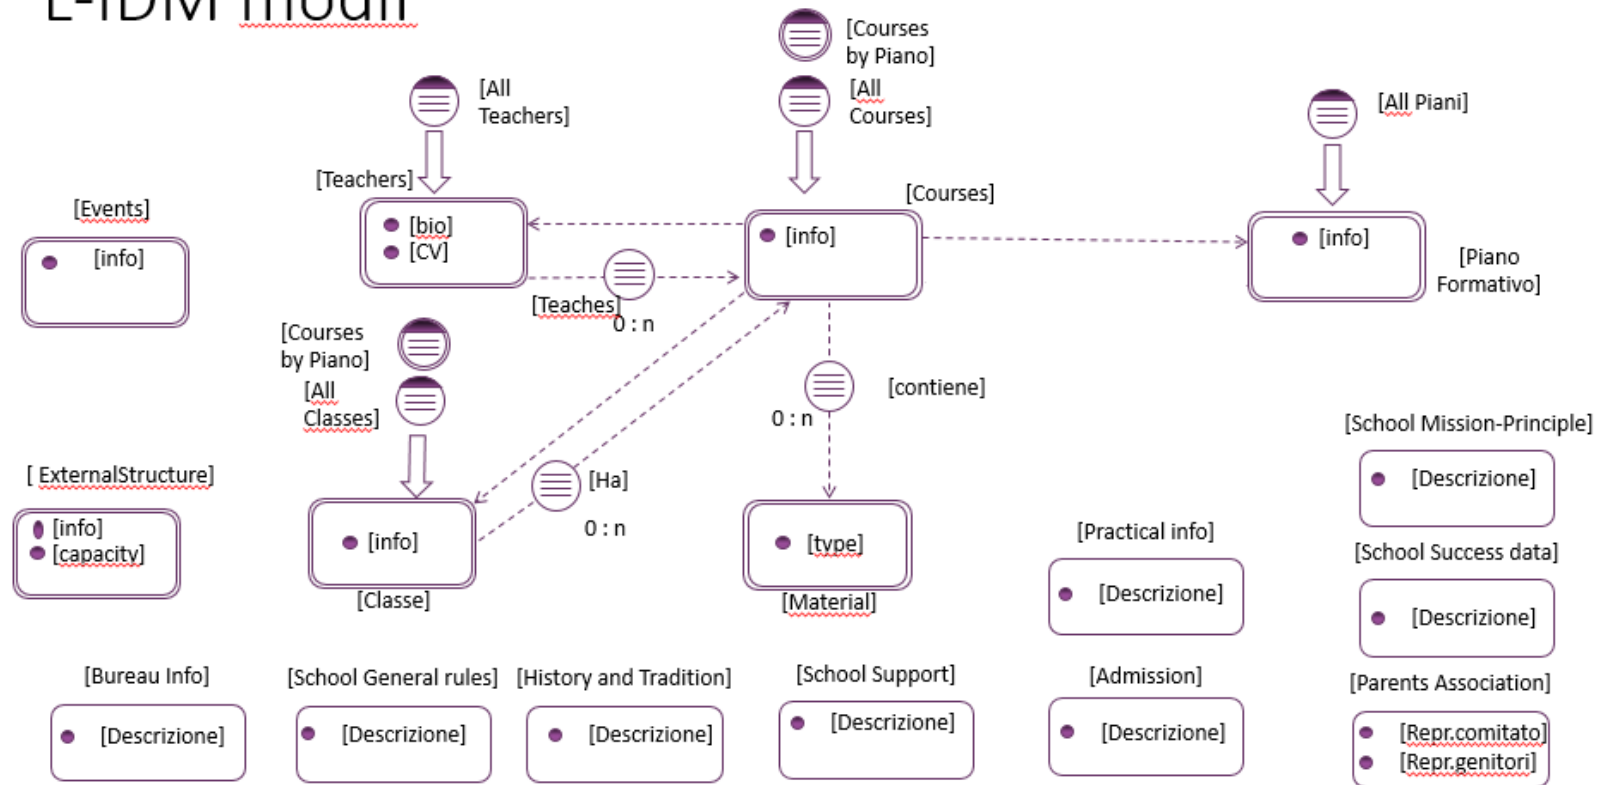 L-IDM modif
[Courses
by Piano]
[All
Teachers]
[All
Courses]
[All Piani]
[Teachers]
[Courses]
[Events]
[bio]
[CV]
[info]
[info]
[info]
[Piano
Formativo]
[Teaches]
0 : n
[Courses
by Piano]
[All
Classes]
[contiene]
0 : n
[School Mission-Principle]
[ ExternalStructure]
[Ha]
[Descrizione]
[info]
[capacity]
0 : n
[info]
[type]
[Practical info]
[School Success data]
[Classe]
[Material]
[Descrizione]
[Descrizione]
[Bureau Info]
[School General rules]
[History and Tradition]
[School Support]
[Admission]
[Parents Association]
[Descrizione]
[Descrizione]
[Descrizione]
[Descrizione]
[Descrizione]
[Repr.comitato]
[Repr.genitori]